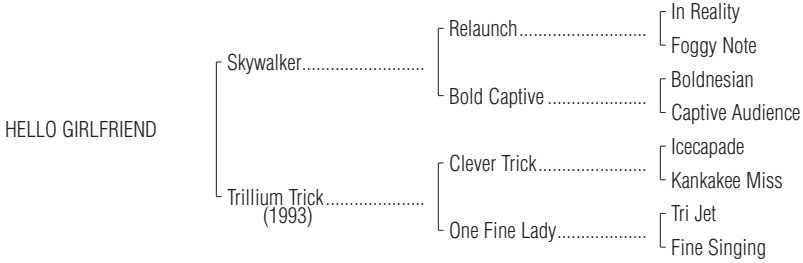 In Reality
Relaunch..........................
Foggy Note
Skywalker.........................
Boldnesian
Bold Captive ....................
Captive Audience
HELLO GIRLFRIEND
Icecapade
Clever Trick......................
Kankakee Miss
Trillium Trick....................
(1993)
Tri Jet
One Fine Lady..................
Fine Singing